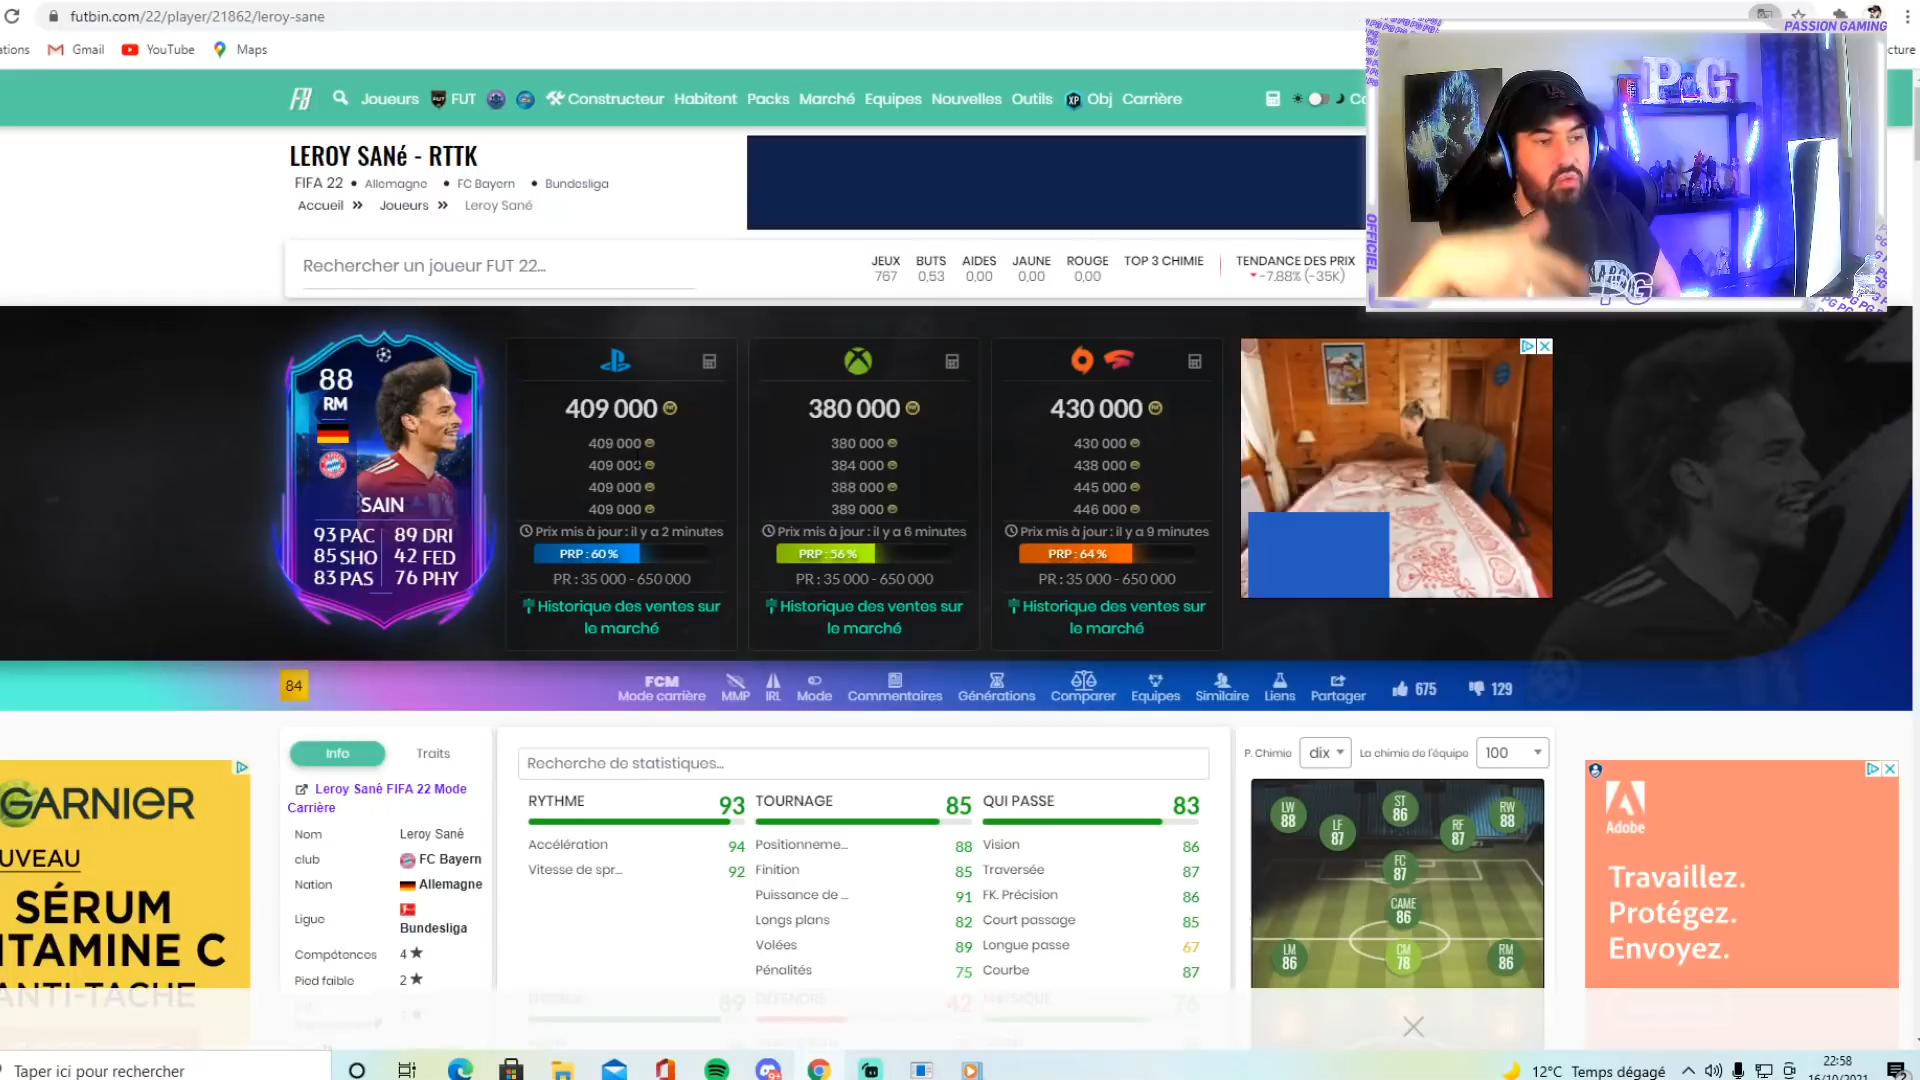 futbin.com/22/player/21862/leroy-sane
ations Gmail YouTube Maps
cture
PASSION GAMING
OFFICIEL
PG
Joueurs FUT Constructeur Habitent Packs Marché Equipes Nouvelles Outils Obj Carrière Co
LEROY SANé - RTTK
FIFA 22 • Allemagne • FC Bayern • Bundesliga
Accueil Joueurs Leroy Sané
Rechercher un joueur FUT 22...
JEUX BUTS AIDES JAUNE ROUGE TOP 3 CHIMIE TENDANCE DES PRIX
767 0,53 0,00 0,00 0,00 -7.88% (-35K)
88
RM
SAIN
93 PAC 89 DRI
85 SHO 42 FED
83 PAS 76 PHY
409 000
409 000
409 000
409 000
409 000
Prix mis à jour : il y a 2 minutes
PRP : 60 %
PR : 35 000 - 650 000
Historique des ventes sur
le marché
380 000
380 000
384 000
388 000
389 000
Prix mis à jour : il y a 6 minutes
PRP : 56 %
PR : 35 000 - 650 000
Historique des ventes sur
le marché
430 000
430 000
438 000
445 000
446 000
Prix mis à jour : il y a 9 minutes
PRP : 64 %
PR : 35 000 - 650 000
Historique des ventes sur
le marché
84
FCM
Mode carrière MMP IRL Mode Commentaires Générations Comparer Equipes Similaire Liens Partager 675 129
Info Traits
Leroy Sané FIFA 22 Mode
Carrière
Nom Leroy Sané
club FC Bayern
Nation Allemagne
Ligue
Bundesliga
Compétences 4
Pied faible 2
Recherche de statistiques...
RYTHME 93
Accélération 94
Vitesse de spr... 92
TOURNAGE 85
Positionneme... 88
Finition 85
Puissance de ... 91
Longs plans 82
Volées 89
Pénalités 75
QUI PASSE 83
Vision 86
Traversée 87
FK. Précision 86
Court passage 85
Longue passe 67
Courbe 87
89
DÉFENDRE 42
76
P. Chimie dix La chimie de l'équipe 100
LW
88
ST
86
RW
88
LF
87
RF
87
FC
87
CAME
86
LM
86
CM
78
RM
86
GARNIER
UVEAU
SÉRUM
ITAMINE C
ANTI-TACHE
Adobe
Travaillez.
Protégez.
Envoyez.
Taper ici pour rechercher
12°C Temps dégagé
22:58
16/10/2021